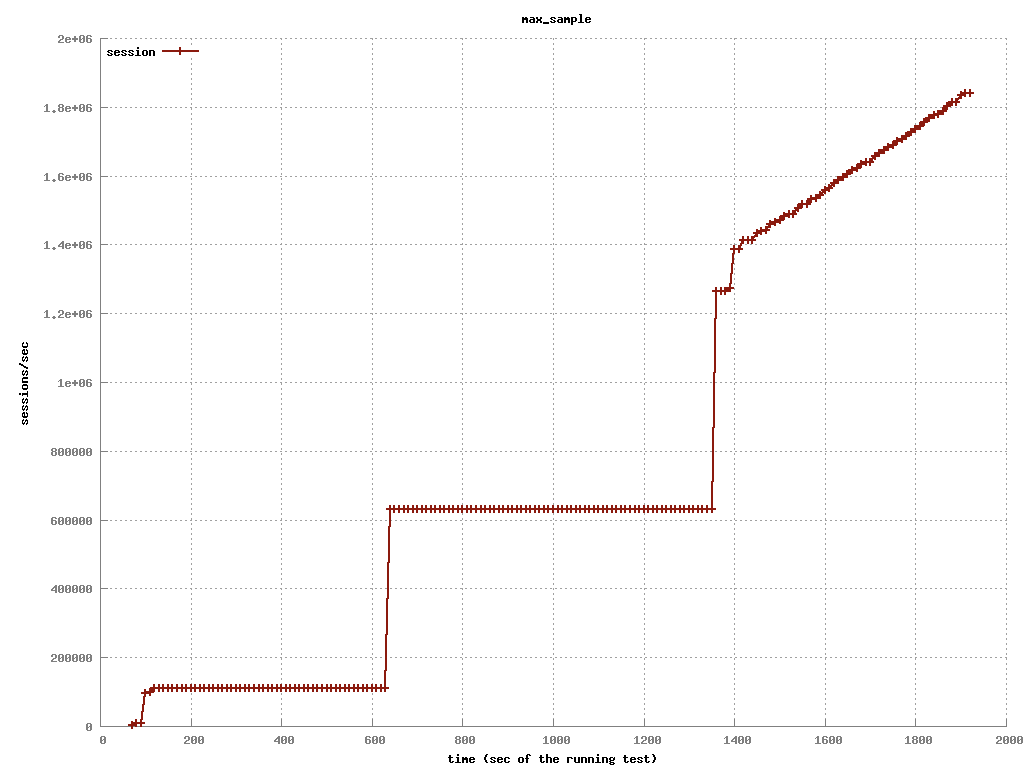 max_sample
2e+06
session
1.8e+06
1.6e+06
1.4e+06
1.2e+06
1e+06
800000
600000
400000
200000
0
sessions/sec
0 200 400 600 800 1000 1200 1400 1600 1800 2000
time (sec of the running test)